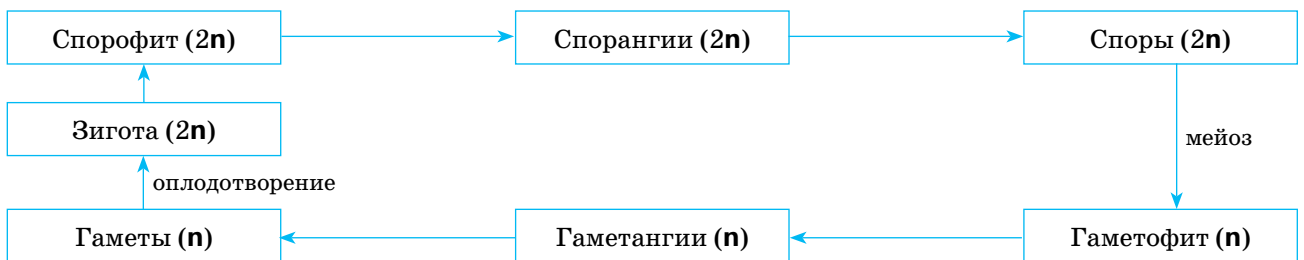 Спорофит (2n)
Спорангии (2n)
Споры (2n)
Зигота (2n)
мейоз
оплодотворение
Гаметы (n)
Гаметангии (n)
Гаметофит (n)